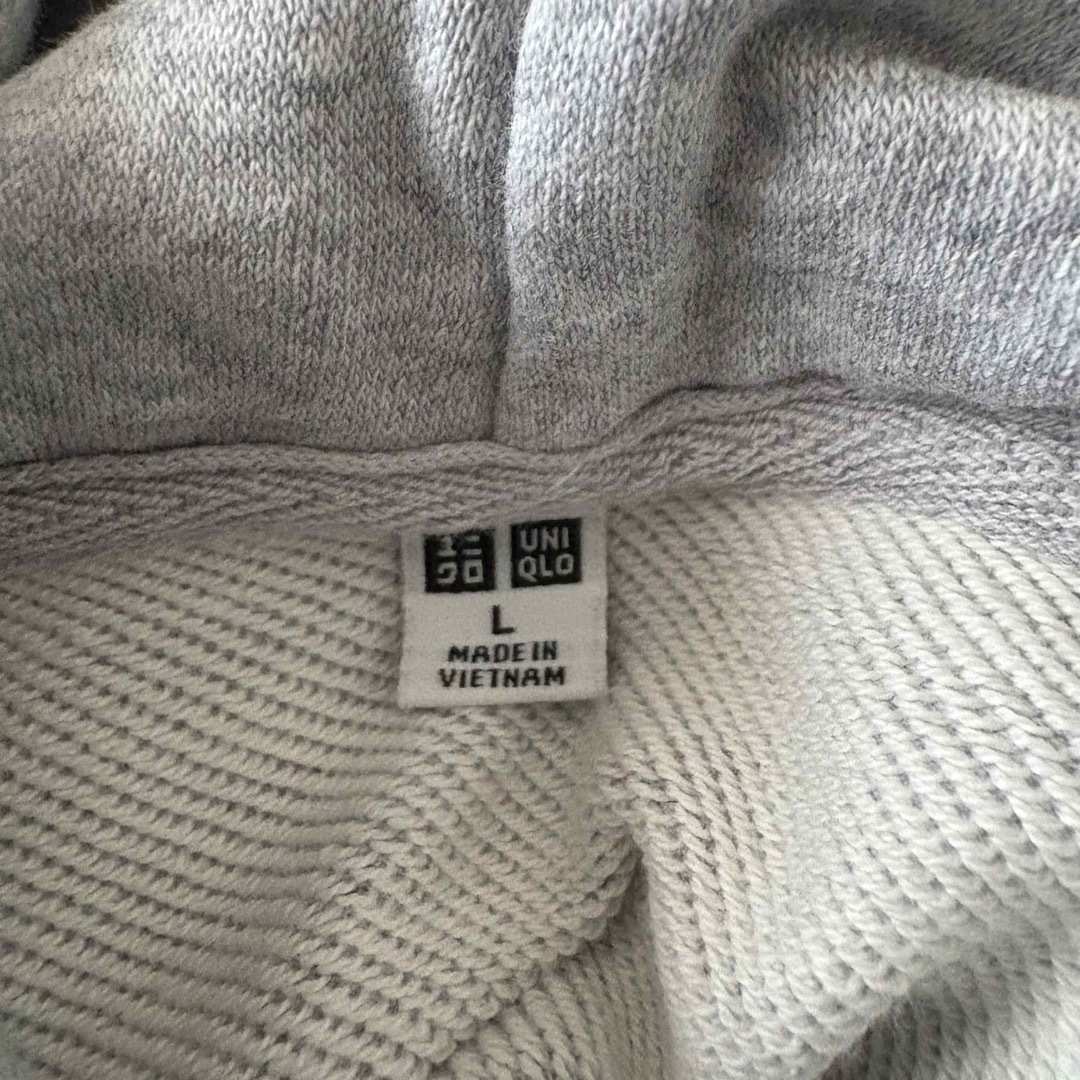 ユニ UNI
クロ QLO
L
MADE IN
VIETNAM